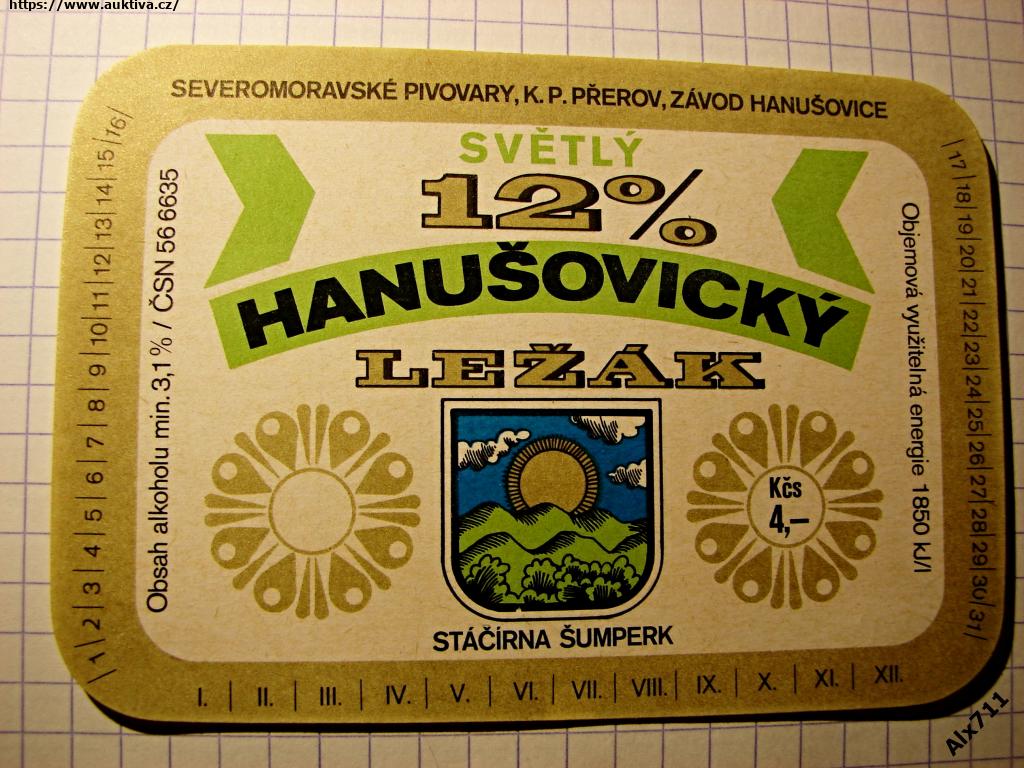 https://www.auktiva.cz/
SEVEROMORAVSKÉ PIVOVARY, K. P. PŘEROV, ZÁVOD HANUŠOVICE
SVĚTLÝ
12%
HANUŠOVICKÝ
LEŽÁK
Obsah alkoholu min. 3,1% / ČSN 56 6635
Objemová využitelná energie 1850 kJ/l
Kčs
4,–
STÁČÍRNA ŠUMPERK
\1|2|3|4|5|6|7|8|9|10|11|12|13|14|15|16/
\17|18|19|20|21|22|23|24|25|26|27|28|29|30|31/
I. | II. | III. | IV. | V. | VI. | VII. | VIII. | IX. | X. | XI. | XII.
Alx711